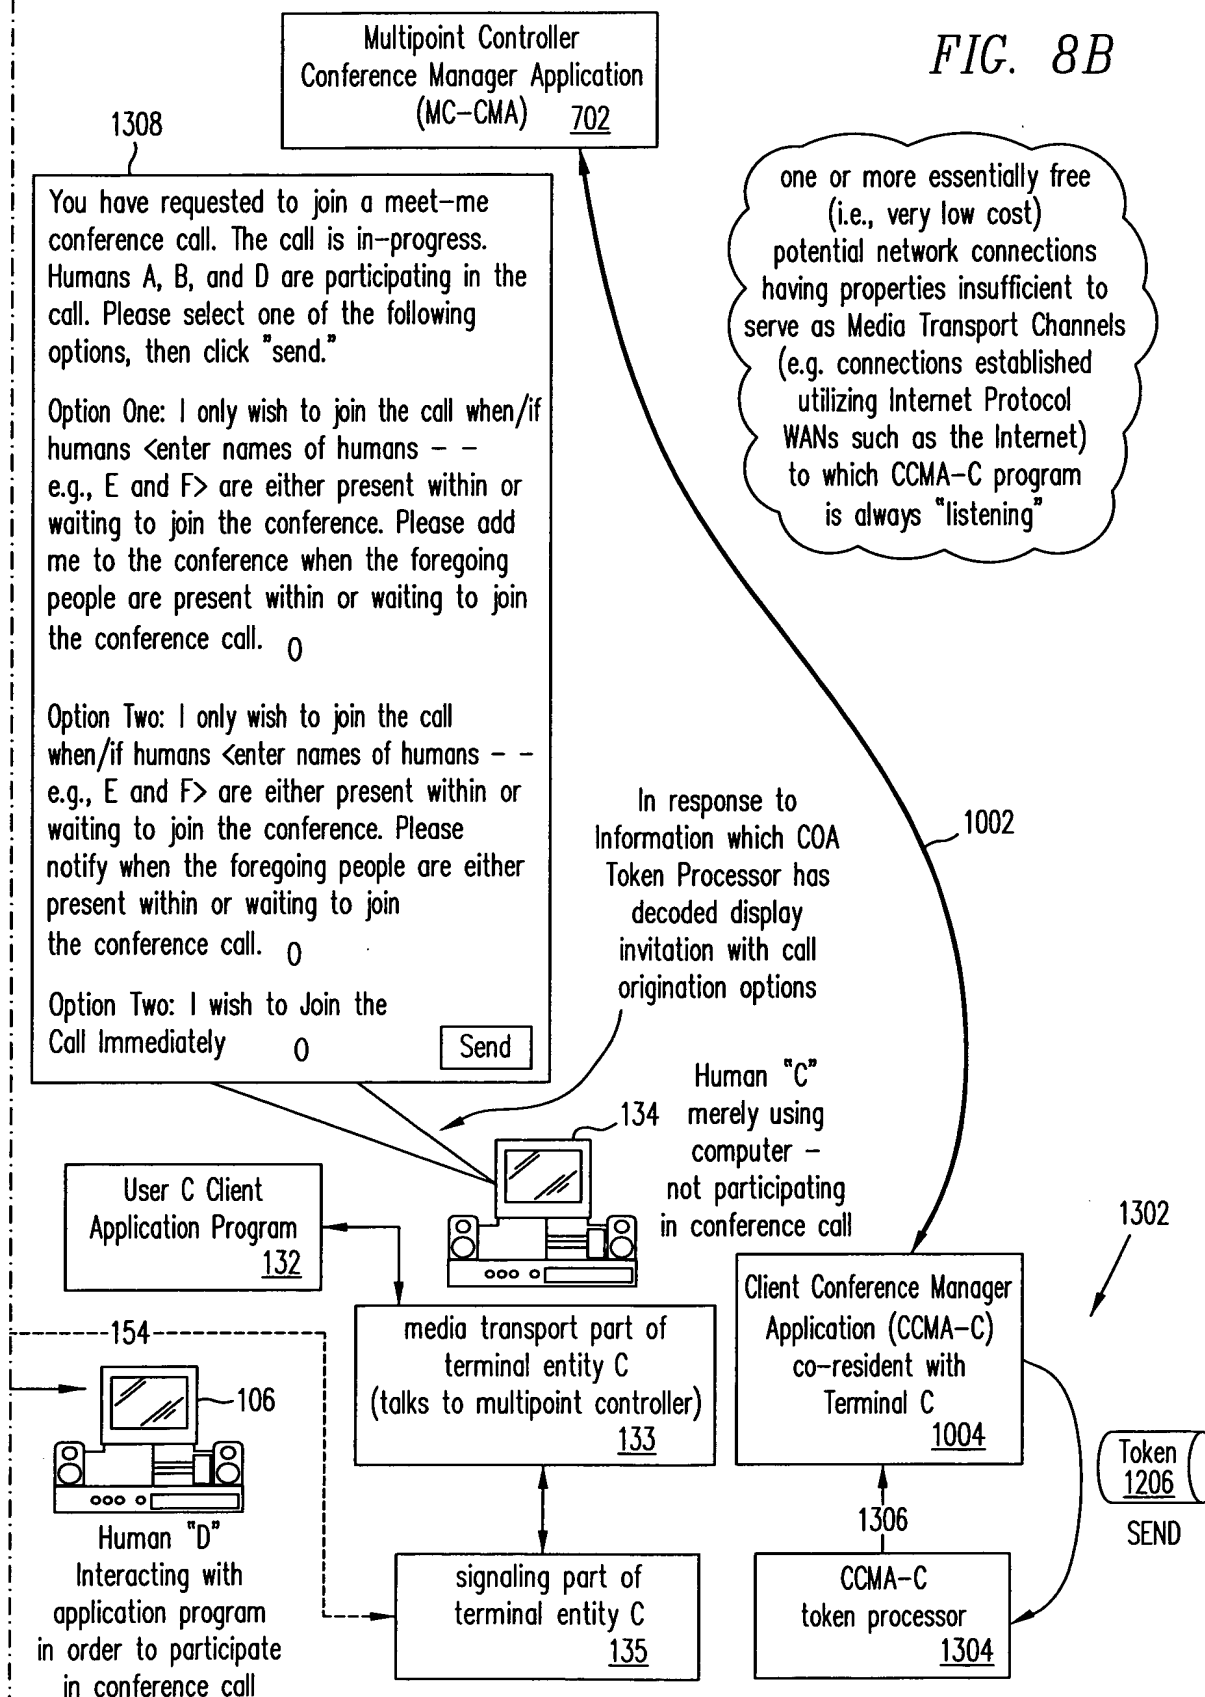 Multipoint Controller
Conference Manager Application
(MC-CMA) 702
FIG. 8B
1308
You have requested to join a meet-me
conference call. The call is in-progress.
Humans A, B, and D are participating in the
call. Please select one of the following
options, then click "send."
Option One: I only wish to join the call when/if
humans <enter names of humans - -
e.g., E and F> are either present within or
waiting to join the conference. Please add
me to the conference when the foregoing
people are present within or waiting to join
the conference call. O
Option Two: I only wish to join the call
when/if humans <enter names of humans - -
e.g., E and F> are either present within or
waiting to join the conference. Please
notify when the foregoing people are either
present within or waiting to join
the conference call. O
Option Two: I wish to Join the
Call Immediately O
Send
one or more essentially free
(i.e., very low cost)
potential network connections
having properties insufficient to
serve as Media Transport Channels
(e.g. connections established
utilizing Internet Protocol
WANs such as the Internet)
to which CCMA-C program
is always "listening"
In response to
Information which COA
Token Processor has
decoded display
invitation with call
origination options
1002
134
Human "C"
merely using
computer -
not participating
in conference call
User C Client
Application Program
132
1302
154
media transport part of
terminal entity C
(talks to multipoint controller)
133
Client Conference Manager
Application (CCMA-C)
co-resident with
Terminal C
1004
106
Token
1206
SEND
1306
Human "D"
Interacting with
application program
in order to participate
in conference call
signaling part of
terminal entity C
135
CCMA-C
token processor
1304